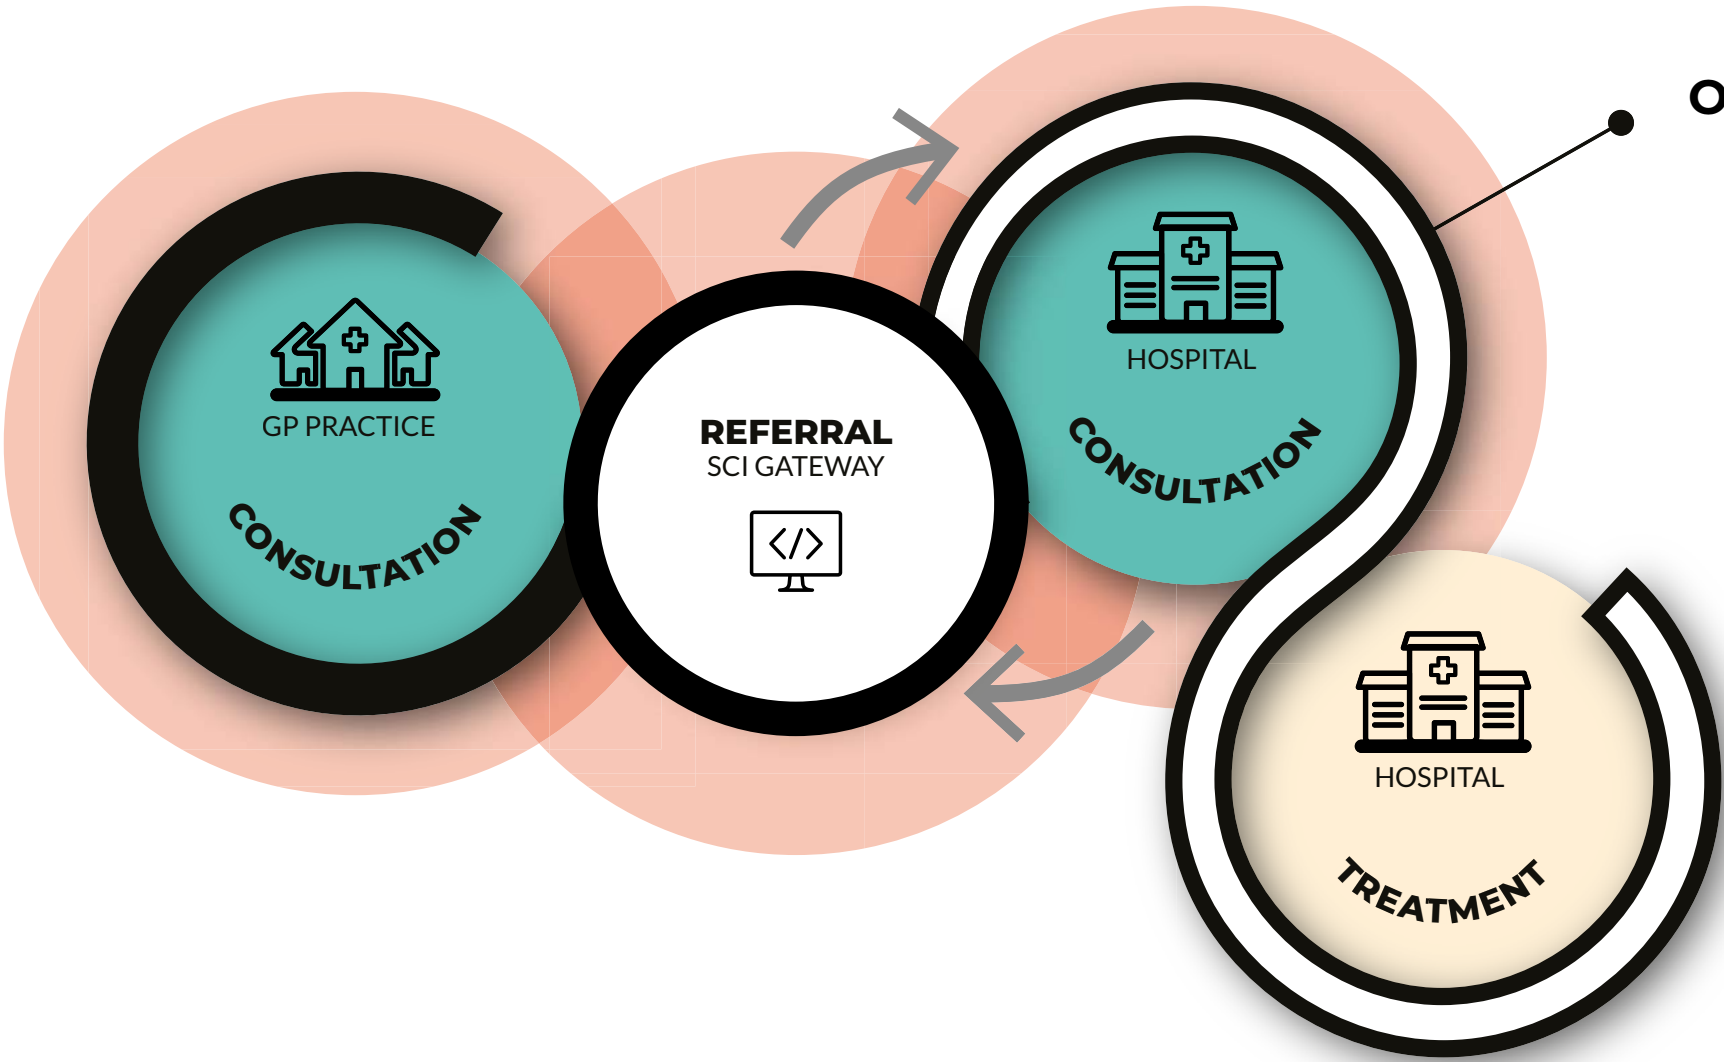 GP PRACTICE
CONSULTATION
REFERRAL
SCI GATEWAY
HOSPITAL
CONSULTATION
HOSPITAL
TREATMENT